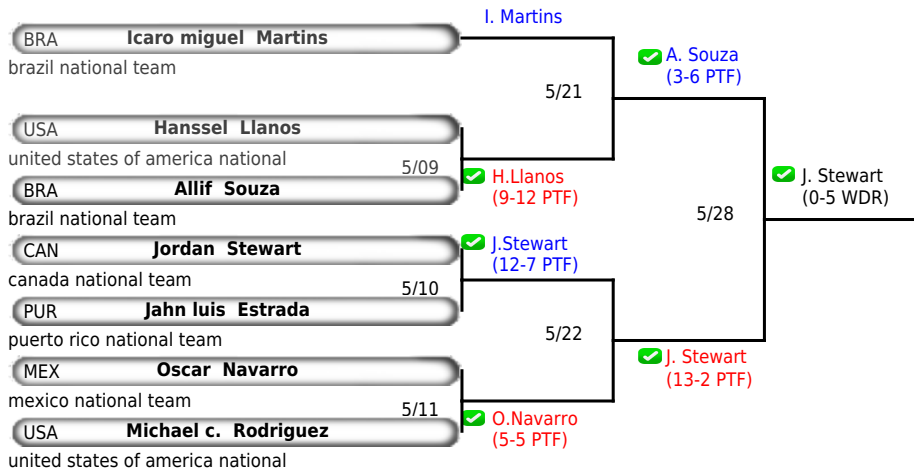 I. Martins
BRA Icaro miguel Martins
brazil national team
A. Souza
(3-6 PTF)
5/21
USA Hanssel Llanos
united states of america national
5/09
H.Llanos
(9-12 PTF)
BRA Allif Souza
brazil national team
J. Stewart
(0-5 WDR)
5/28
CAN Jordan Stewart
canada national team
J.Stewart
(12-7 PTF)
5/10
PUR Jahn luis Estrada
puerto rico national team
5/22
MEX Oscar Navarro
mexico national team
J. Stewart
(13-2 PTF)
5/11
O.Navarro
(5-5 PTF)
USA Michael c. Rodriguez
united states of america national